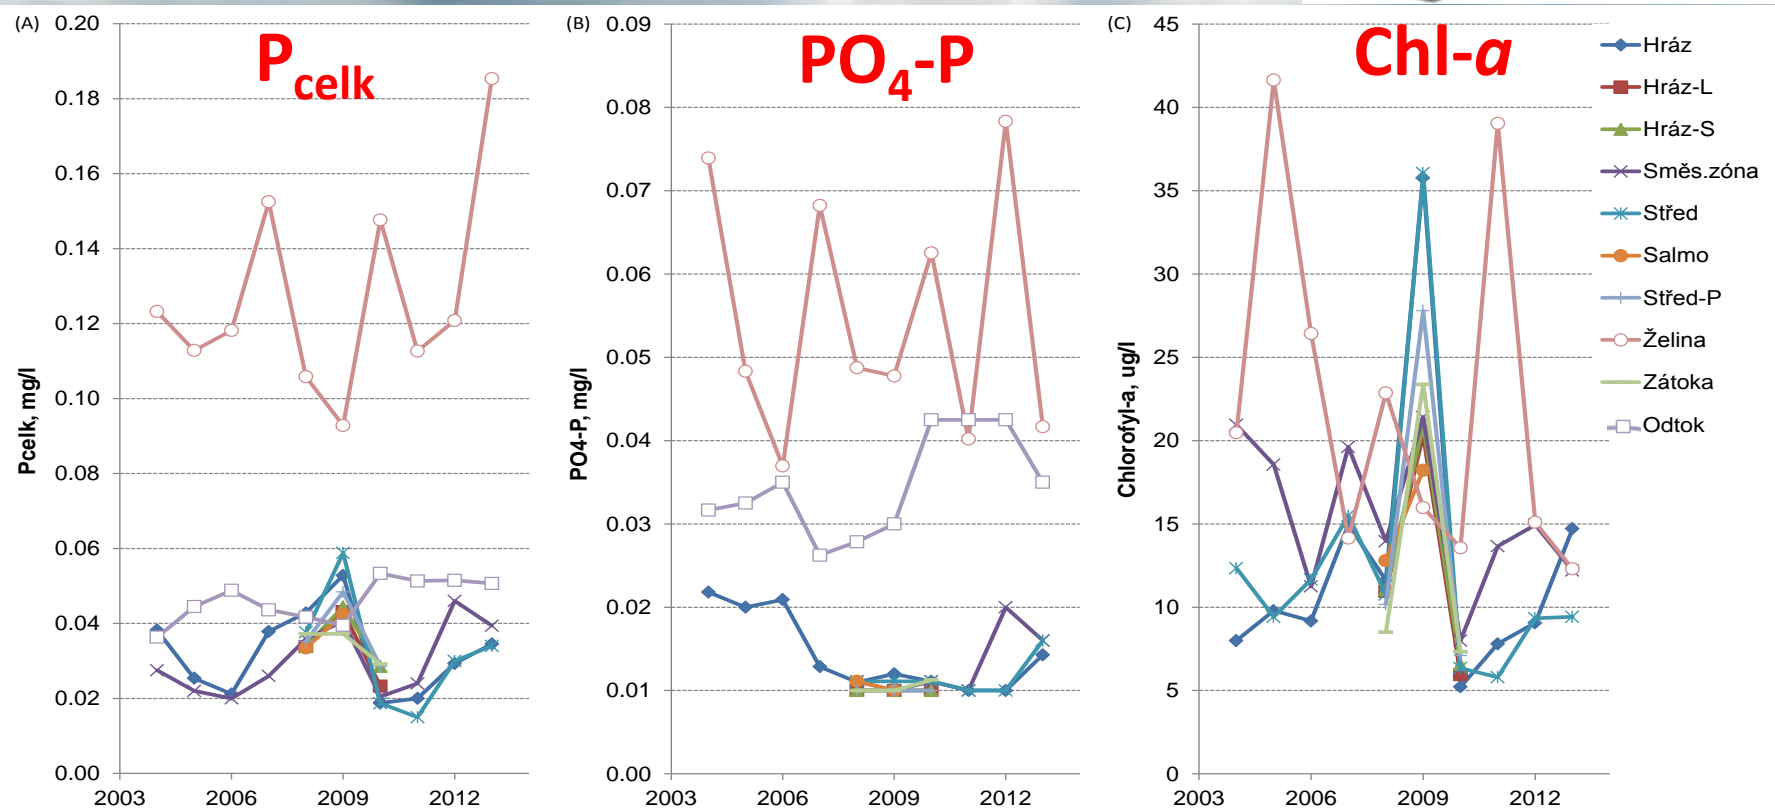 (A)
P celk
Pcelk, mg/l
0.20
0.18
0.16
0.14
0.12
0.10
0.08
0.06
0.04
0.02
0.00
2003 2006 2009 2012
(B)
PO4-P
PO4-P, mg/l
0.09
0.08
0.07
0.06
0.05
0.04
0.03
0.02
0.01
0.00
2003 2006 2009 2012
(C)
Chl-a
Chlorofyl-a, ug/l
45
40
35
30
25
20
15
10
5
0
2003 2006 2009 2012
Hráz
Hráz-L
Hráz-S
Směs.zóna
Střed
Salmo
Střed-P
Želina
Zátoka
Odtok